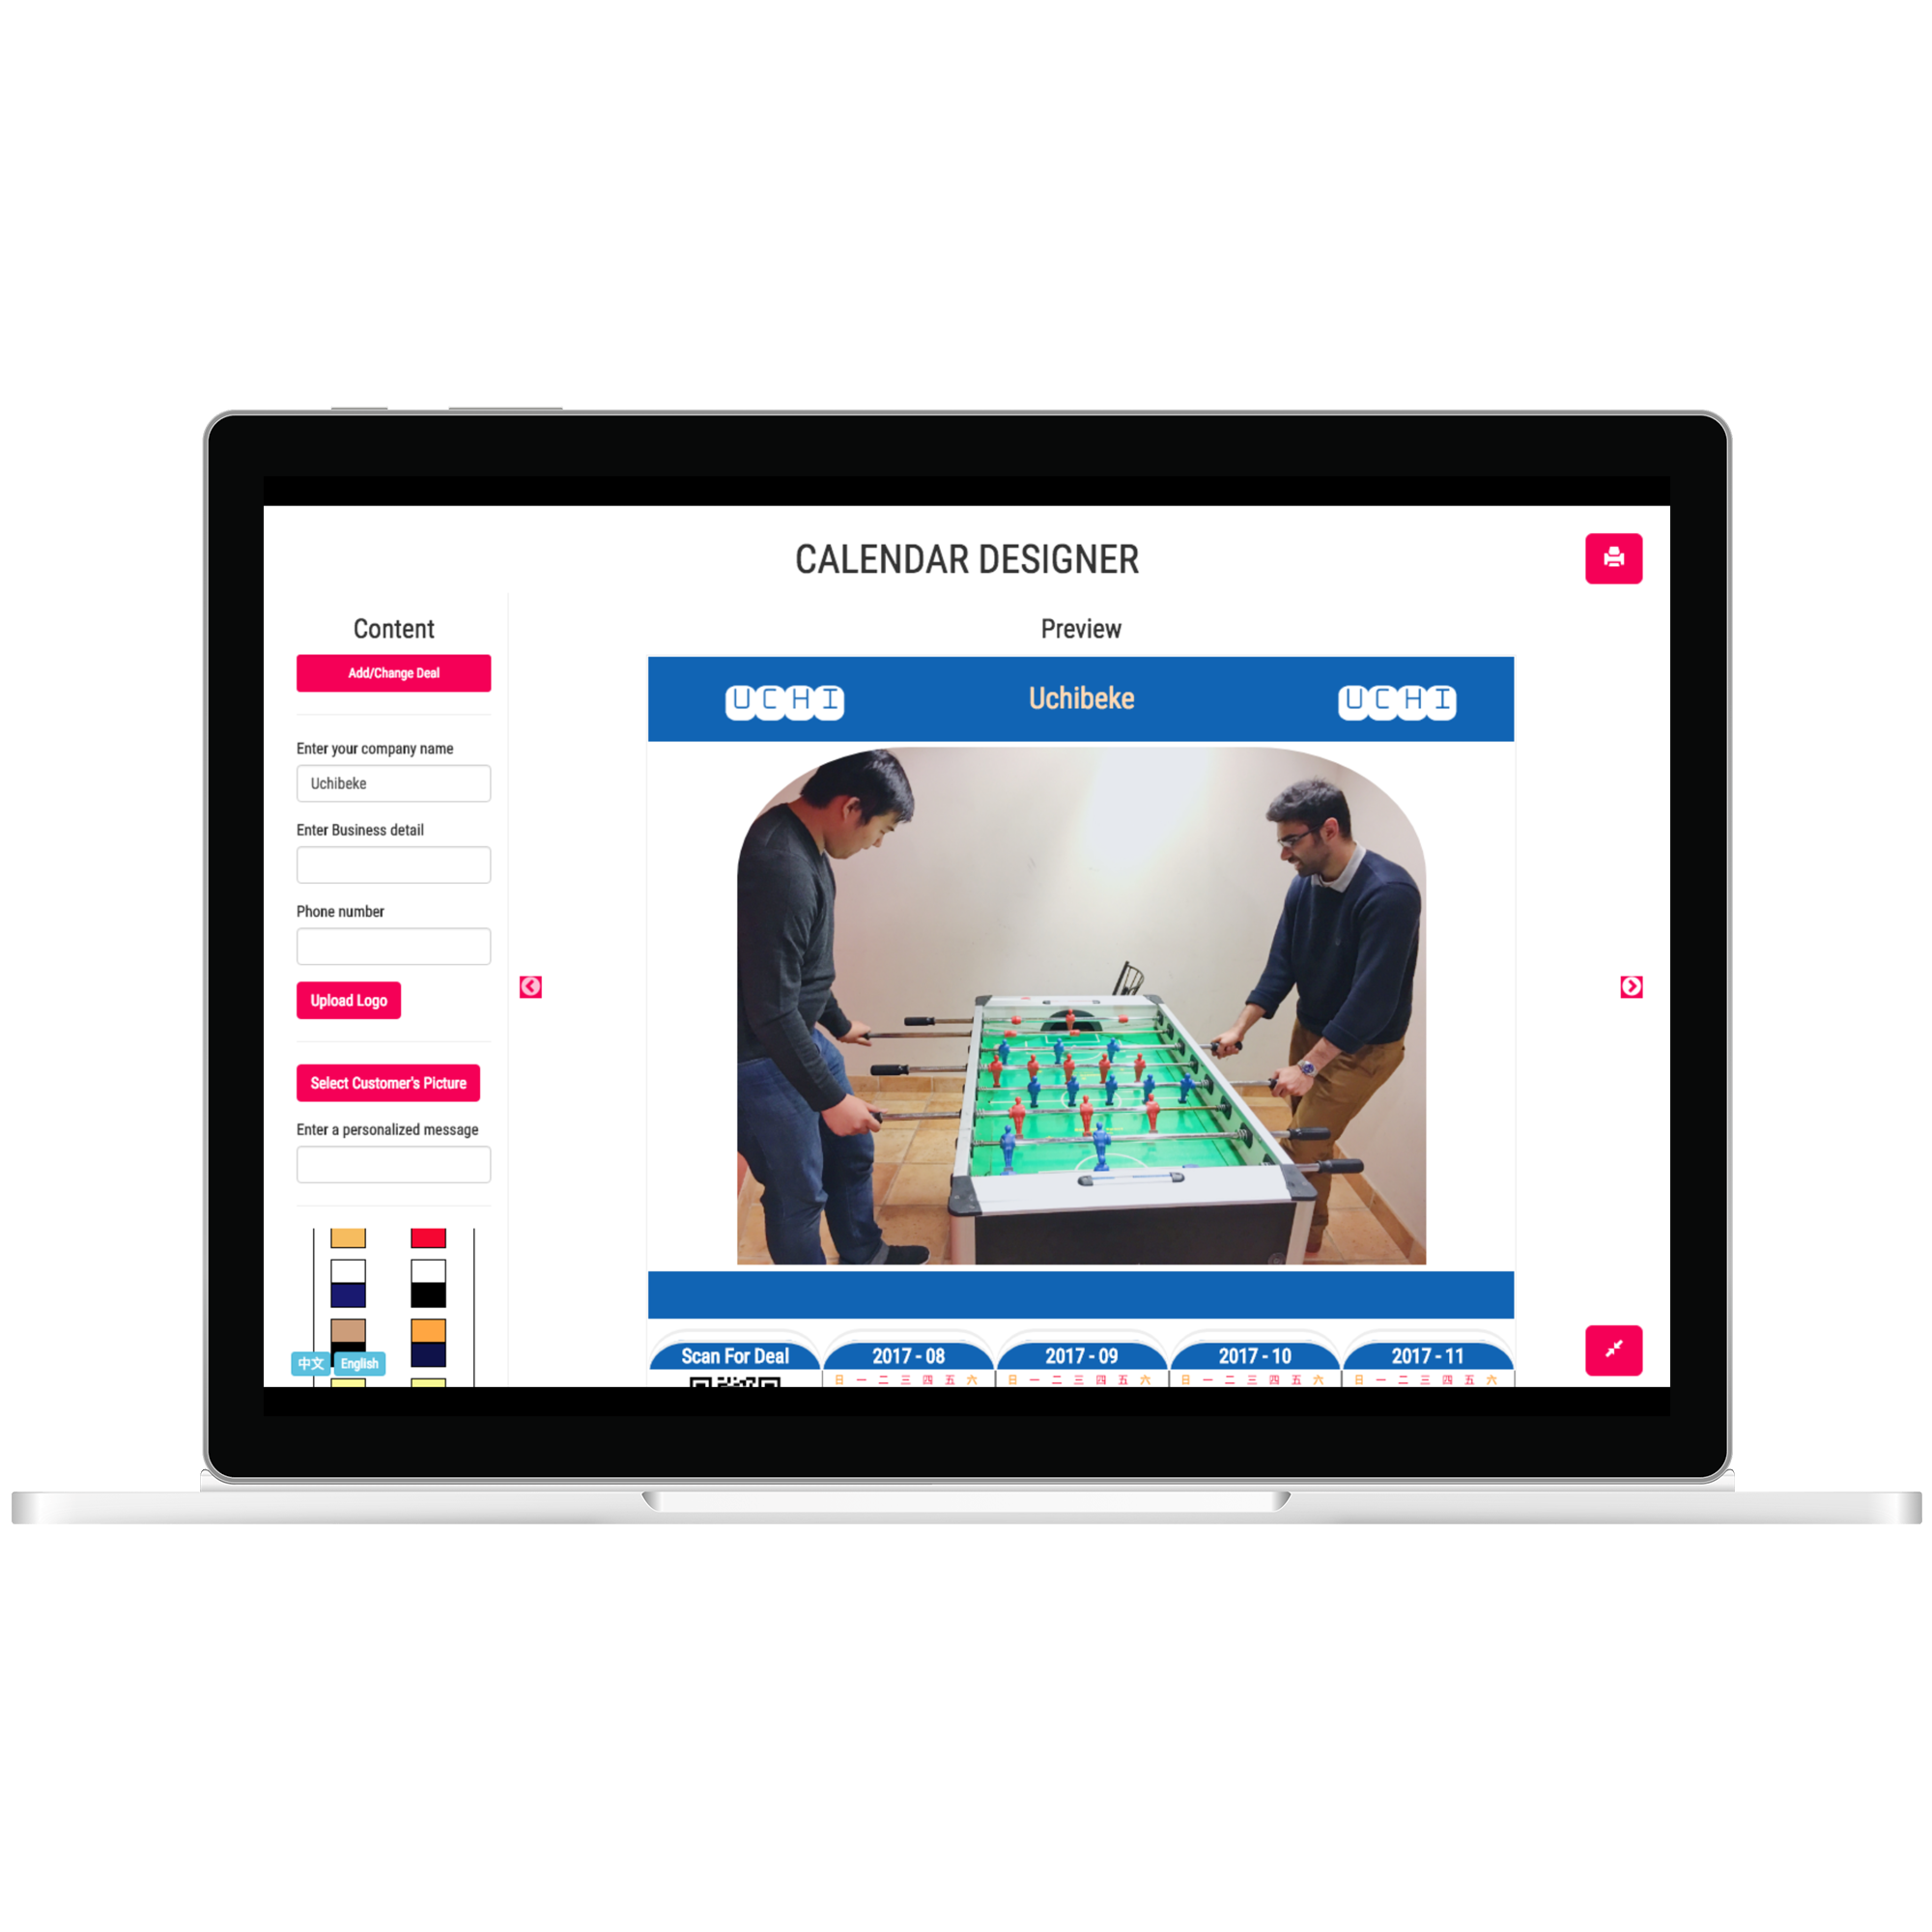 CALENDAR DESIGNER
Content
Add/Change Deal
Enter your company name
Uchibeke
Enter Business detail
Phone number
Upload Logo
Select Customer's Picture
Enter a personalized message
中文 English
Preview
UCHI Uchibeke UCHI
Scan For Deal 2017 - 08 2017 - 09 2017 - 10 2017 - 11
日 一 二 三 四 五 六 日 一 二 三 四 五 六 日 一 二 三 四 五 六 日 一 二 三 四 五 六